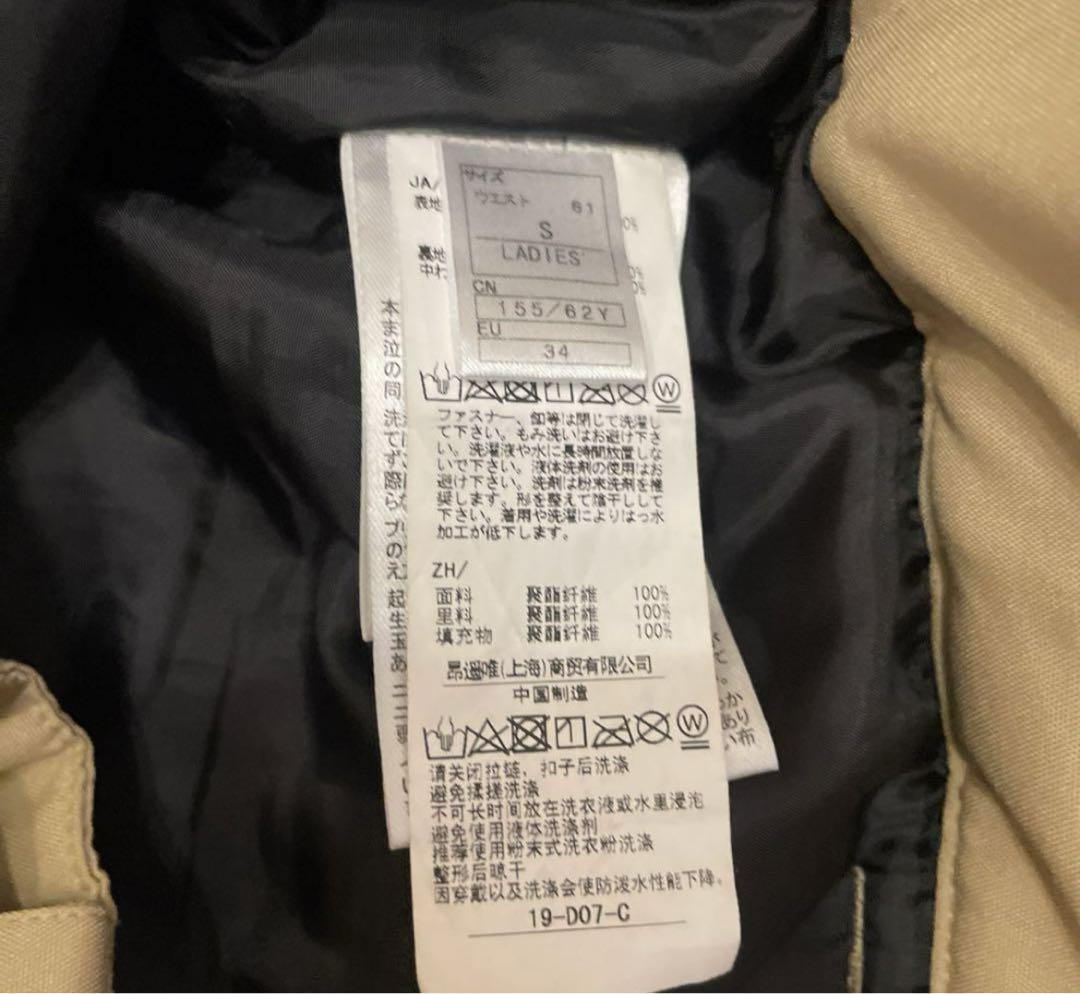 サイズ
ウエスト 61
S
LADIES'
CN
155/62Y
EU
34
JA/
表地
裏地
中わ
ファスナー、釦等は閉じて洗濯し
て下さい。もみ洗いはお避け下さ
い。洗濯液や水に長時間放置しな
いで下さい。液体洗剤の使用はお
避け下さい。洗剤は粉末洗剤を推
奨します。形を整えて陰干しして
下さい。着用や洗濯によりはっ水
加工が低下します。
ZH/
面料 聚酯纤维 100%
里料 聚酯纤维 100%
填充物 聚酯纤维 100%
昂遛唯(上海)商贸有限公司
中国制造
W
请关闭拉链，扣子后洗涤
避免揉搓洗涤
不可长时间放在洗衣液或水里浸泡
避免使用液体洗涤剂
推荐使用粉末式洗衣粉洗涤
整形后晾干
因穿戴以及洗涤会使防泼水性能下降。
19-D07-C